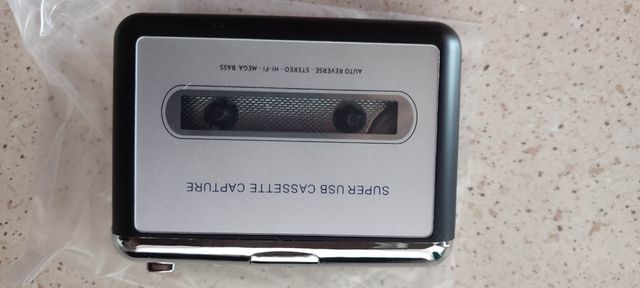 SUPER USB CASSETTE CAPTURE
AUTO REVERSE · STEREO · HI-FI · MEGA BASS